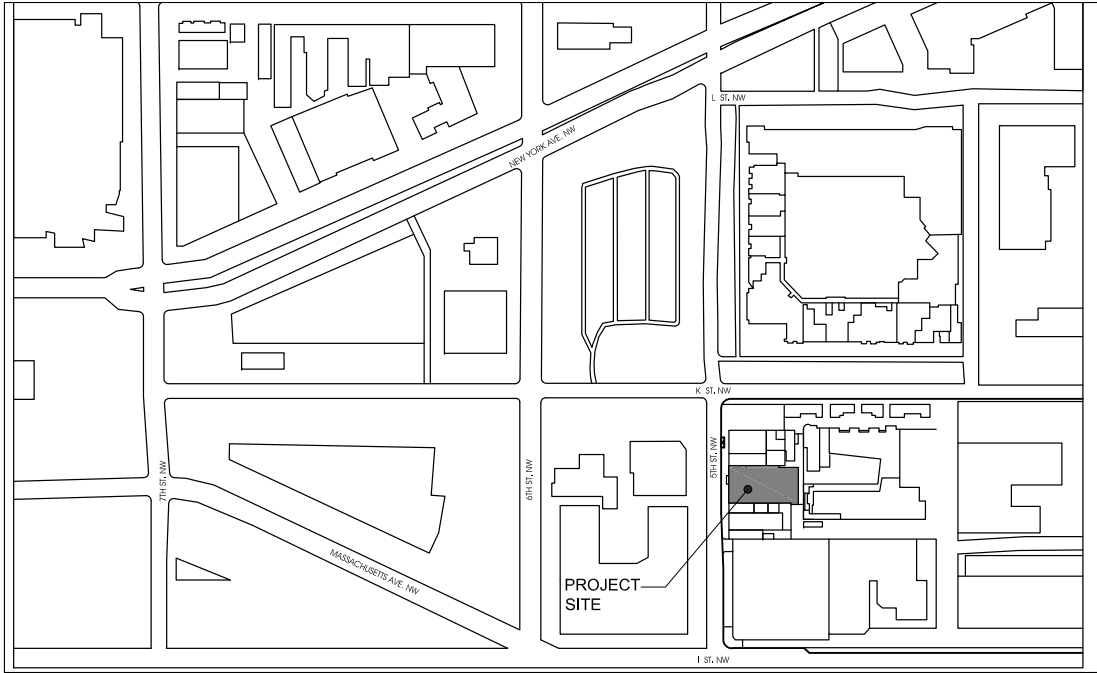 L ST. NW
NEW YORK AVE. NW
K ST. NW
5TH ST. NW
6TH ST. NW
7TH ST. NW
MASSACHUSETTS AVE. NW
PROJECT
SITE
I ST. NW